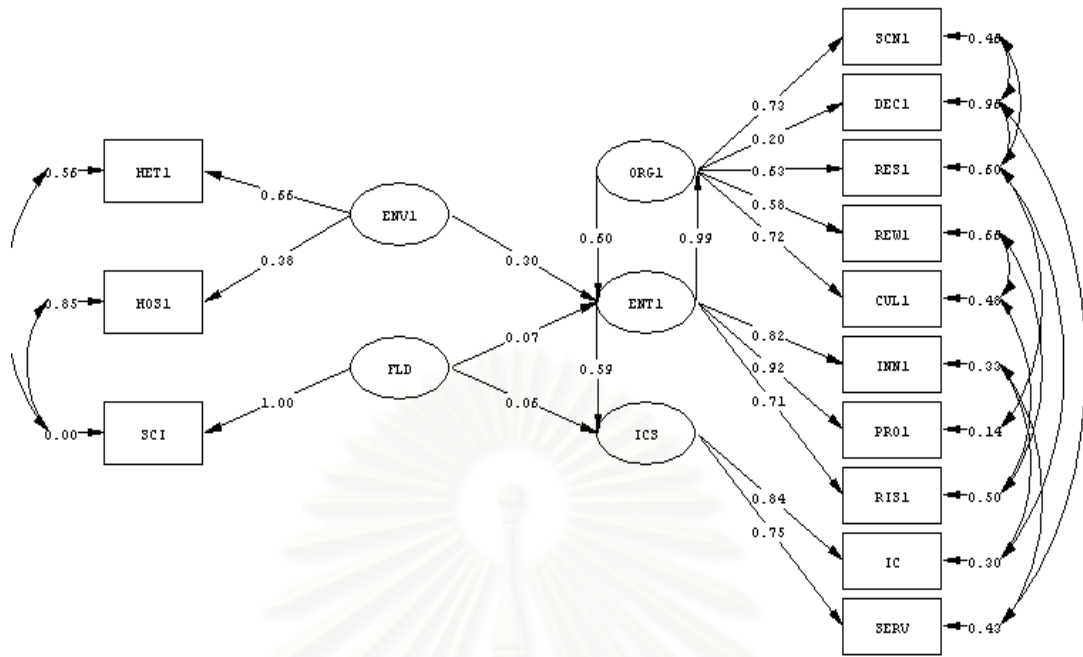 SCN1
0.46
DEC1
0.96
0.73
0.20
HET1
0.56
ORG1
0.63
RES1
0.60
0.66
0.58
ENV1
0.72
REW1
0.66
0.38
0.30
0.60
0.99
HOS1
0.85
ENT1
CUL1
0.48
0.07
0.82
INN1
0.33
FLD
0.59
0.92
0.71
1.00
0.06
PRO1
0.14
SCI
0.00
ICS
RIS1
0.50
0.84
0.75
IC
0.30
SERV
0.43